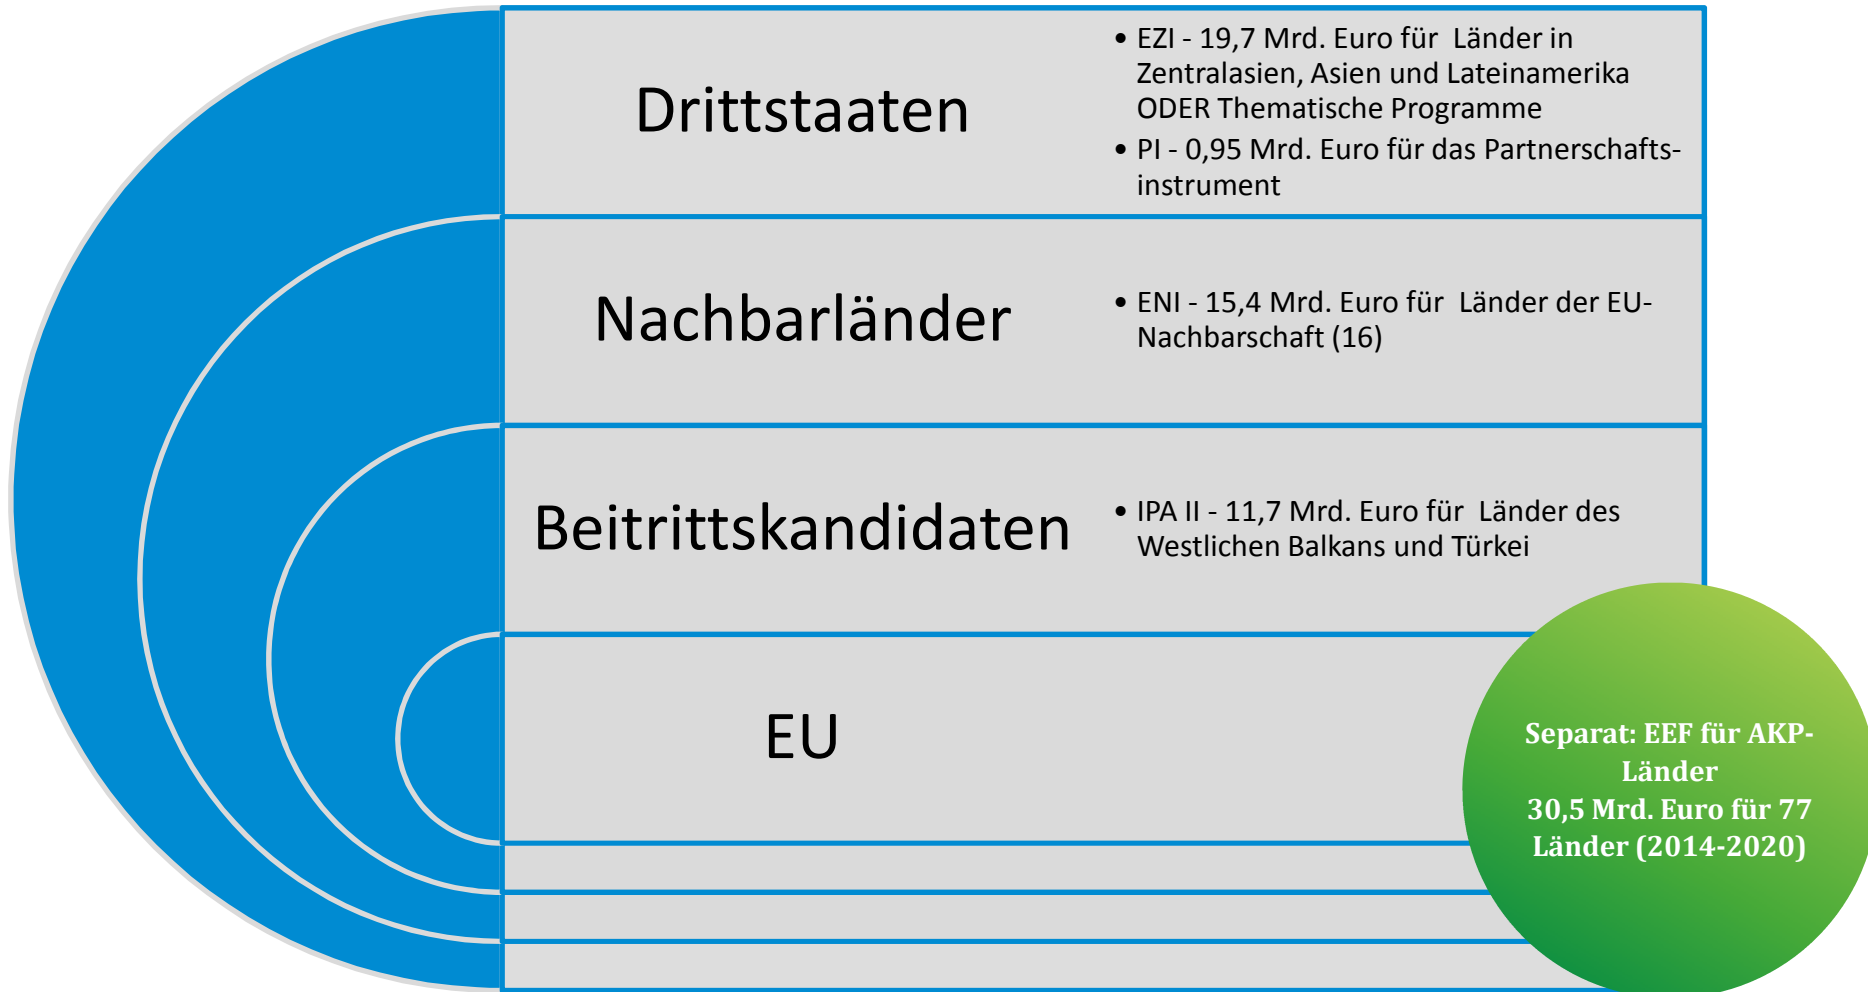 Drittstaaten
• EZI - 19,7 Mrd. Euro für Länder in
Zentralasien, Asien und Lateinamerika
ODER Thematische Programme
• PI - 0,95 Mrd. Euro für das Partnerschafts-
instrument
Nachbarländer
• ENI - 15,4 Mrd. Euro für Länder der EU-
Nachbarschaft (16)
Beitrittskandidaten
• IPA II - 11,7 Mrd. Euro für Länder des
Westlichen Balkans und Türkei
EU
Separat: EEF für AKP-
Länder
30,5 Mrd. Euro für 77
Länder (2014-2020)